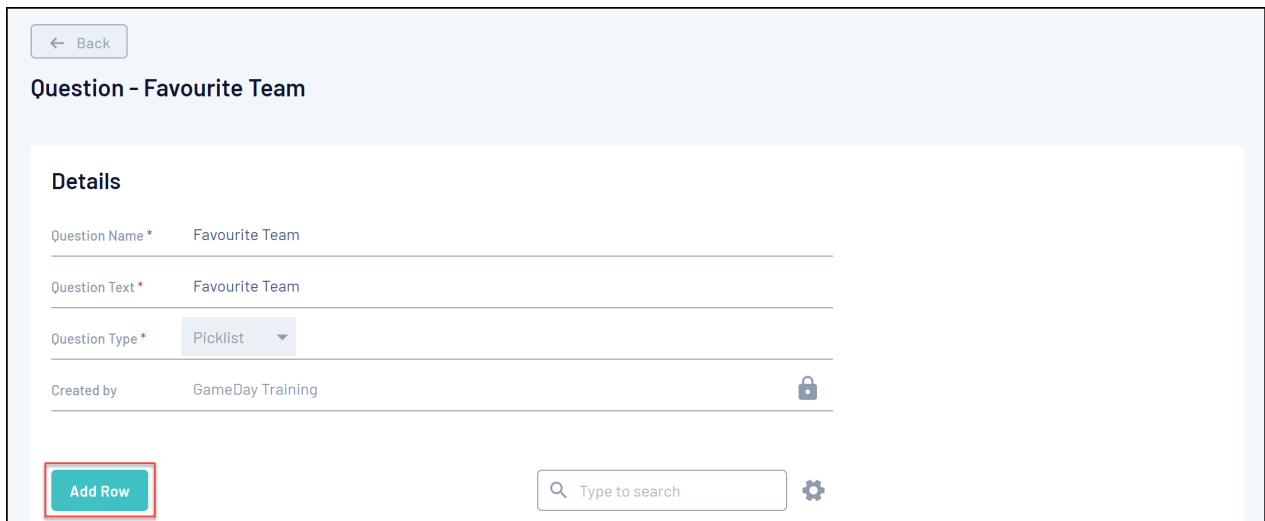 Back
Question - Favourite Team
Details
Question Name * Favourite Team
Question Text * Favourite Team
Question Type * Picklist
Created by GameDay Training
Add Row Type to search